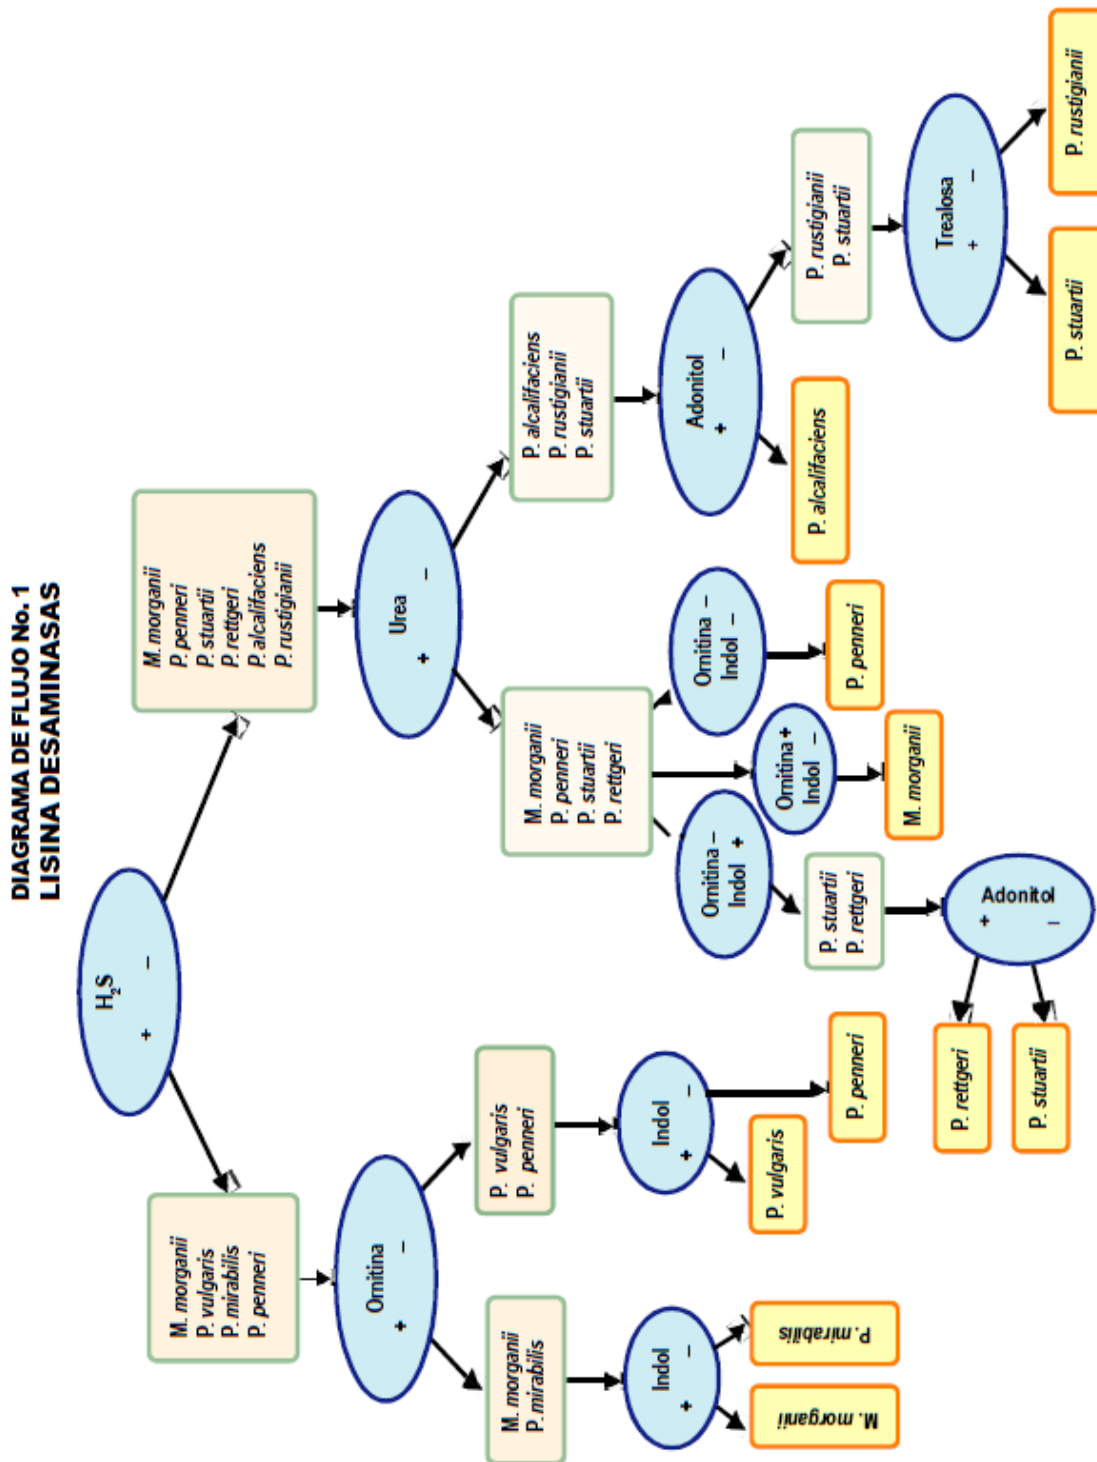 DIAGRAMA DE FLUJO No. 1
LISINA DESAMINASAS
H₂S
+ –
M. morganii
P. vulgaris
P. mirabilis
P. penneri
M. morganii
P. penneri
P. stuartii
P. rettgeri
P. alcalifaciens
P. rustigianii
Ornitina
+ –
Urea
+ –
M. morganii
P. mirabilis
P. vulgaris
P. penneri
M. morganii
P. penneri
P. stuartii
P. rettgeri
P. alcalifaciens
P. rustigianii
P. stuartii
Indol
+ –
Indol
+ –
Ornitina –
Indol +
Ornitina +
Indol –
Ornitina –
Indol –
Adonitol
+ –
M. morganii
P. mirabilis
P. vulgaris
P. penneri
P. stuartii
P. rettgeri
M. morganii
P. penneri
P. alcalifaciens
P. rustigianii
P. stuartii
Adonitol
+ –
Trealosa
+ –
P. rettgeri
P. stuartii
P. stuartii
P. rustigianii